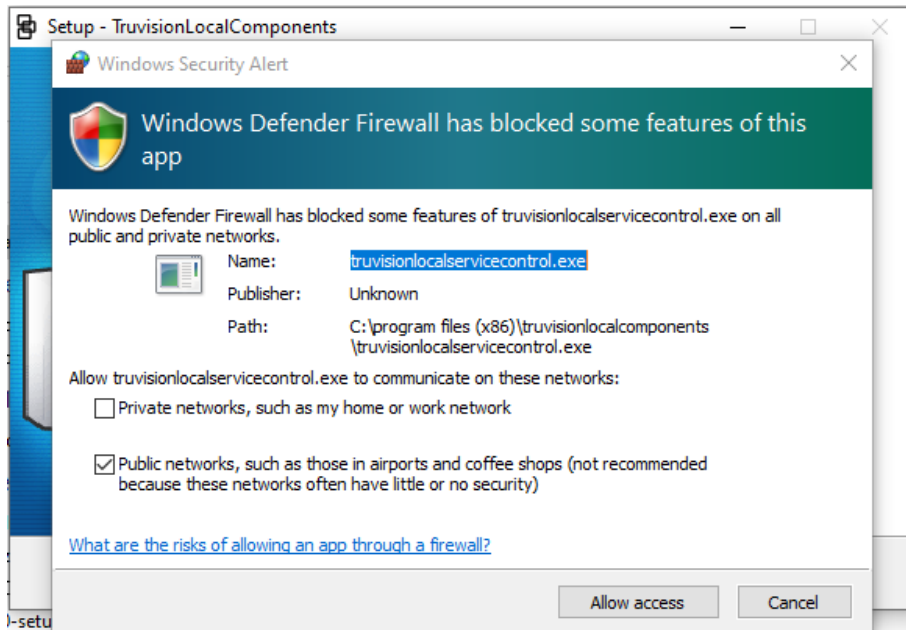 Setup - TruvisionLocalComponents
Windows Security Alert
Windows Defender Firewall has blocked some features of this
app
Windows Defender Firewall has blocked some features of truvisionlocalservicecontrol.exe on all
public and private networks.
Name: truvisionlocalservicecontrol.exe
Publisher: Unknown
Path: C:\program files (x86)\truvisionlocalcomponents
\truvisionlocalservicecontrol.exe
Allow truvisionlocalservicecontrol.exe to communicate on these networks:
Private networks, such as my home or work network
Public networks, such as those in airports and coffee shops (not recommended
because these networks often have little or no security)
What are the risks of allowing an app through a firewall?
Allow access Cancel
-setu